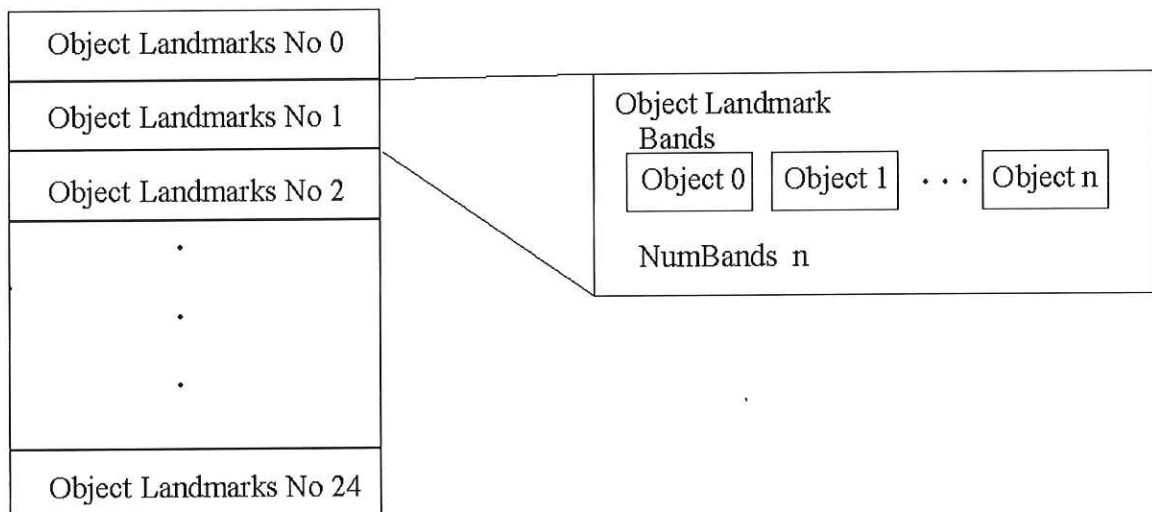 Object Landmarks No 0
Object Landmarks No 1
Object Landmarks No 2
.
.
.
Object Landmarks No 24
Object Landmark
Bands
Object 0 Object 1 . . . Object n
NumBands n